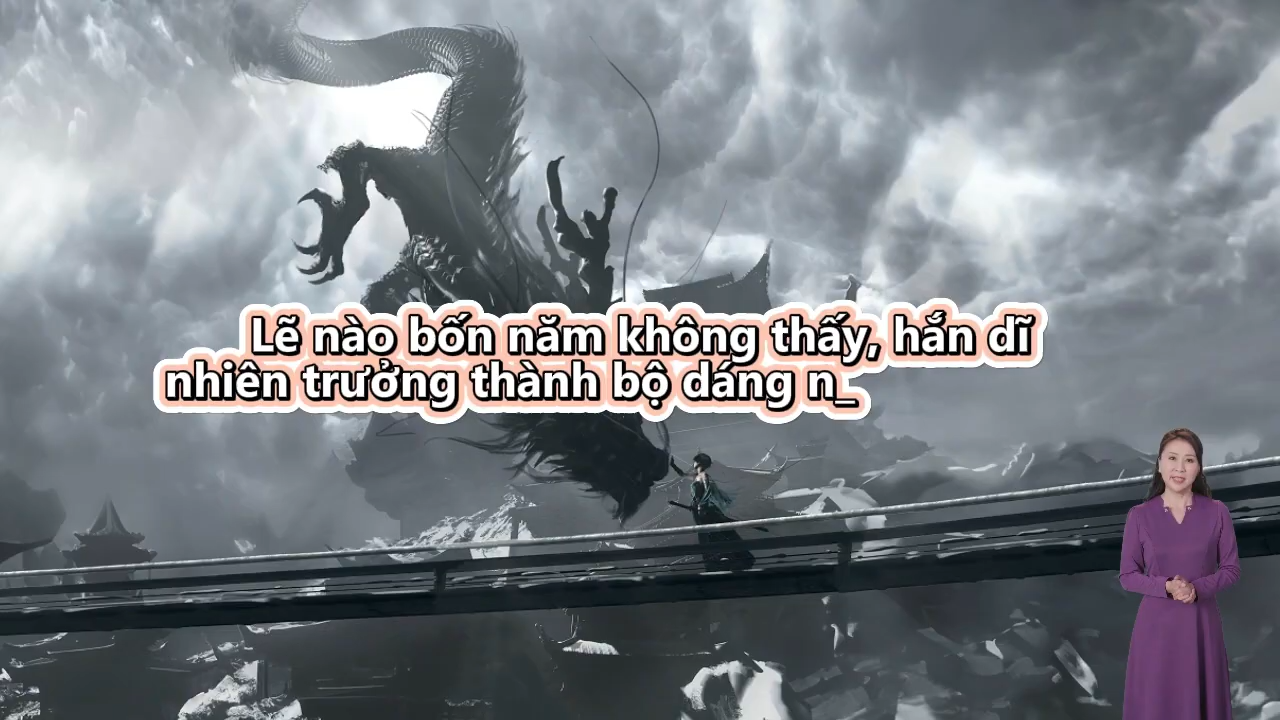 Lẽ nào bốn năm không thấy, hắn dĩ
nhiên trưởng thành bộ dáng n_